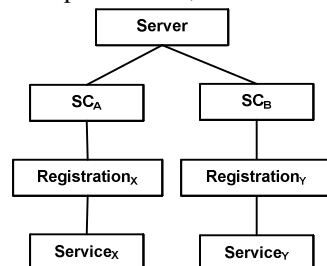 Server
SCA
SCB
RegistrationX
RegistrationY
ServiceX
ServiceY